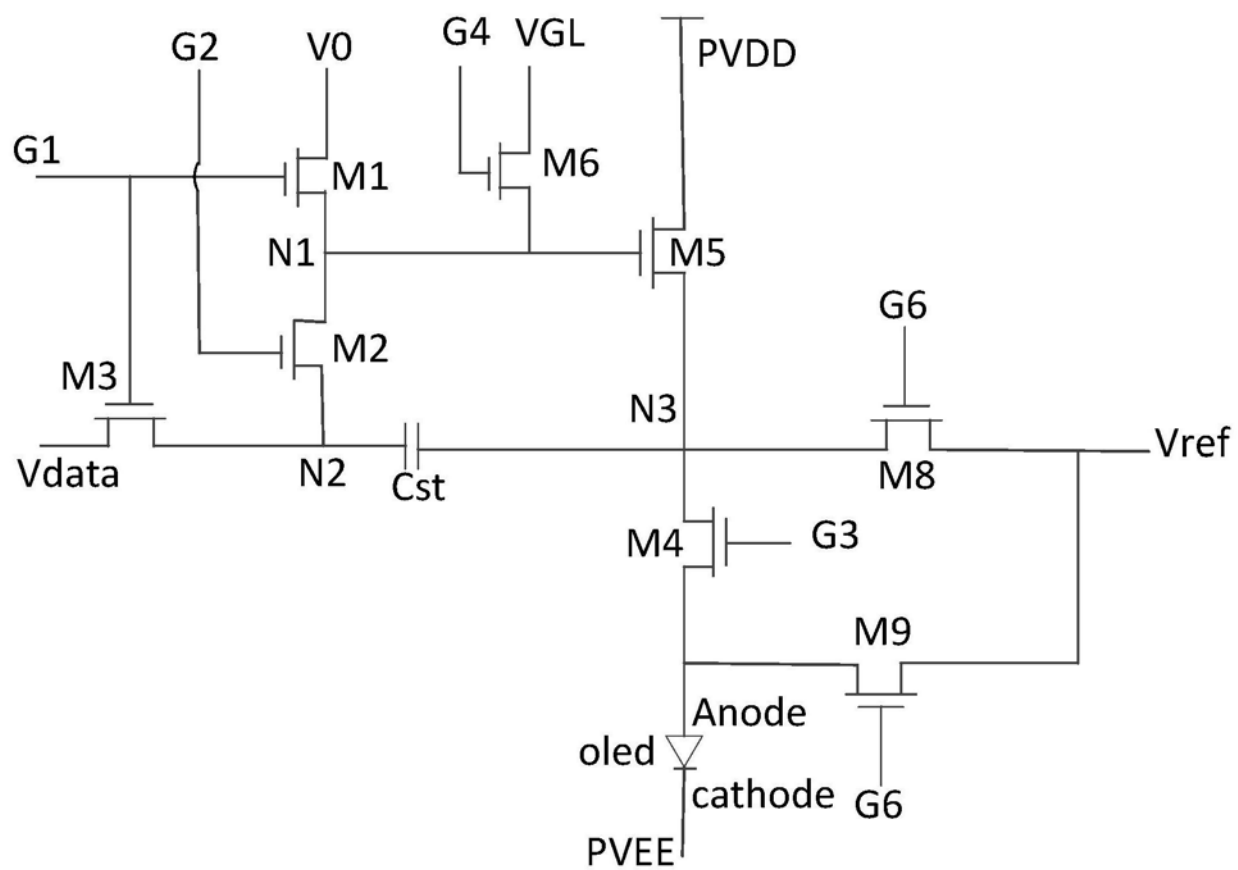 G2
V0
G4
VGL
PVDD
G1
M1
M6
N1
M5
M2
G6
M3
N3
Vdata
N2
Cst
M8
Vref
M4
G3
M9
Anode
oled
cathode
G6
PVEE